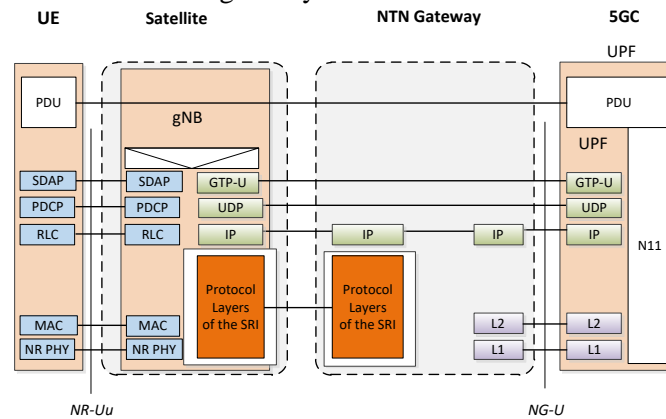 UE
Satellite
NTN Gateway
5GC
UPF
PDU
PDU
gNB
UPF
SDAP
SDAP
GTP-U
GTP-U
PDCP
PDCP
UDP
UDP
RLC
RLC
IP
IP
IP
IP
N11
Protocol
Layers
of the SRI
Protocol
Layers
of the SRI
MAC
MAC
L2
L2
NR PHY
NR PHY
L1
L1
NR-Uu
NG-U